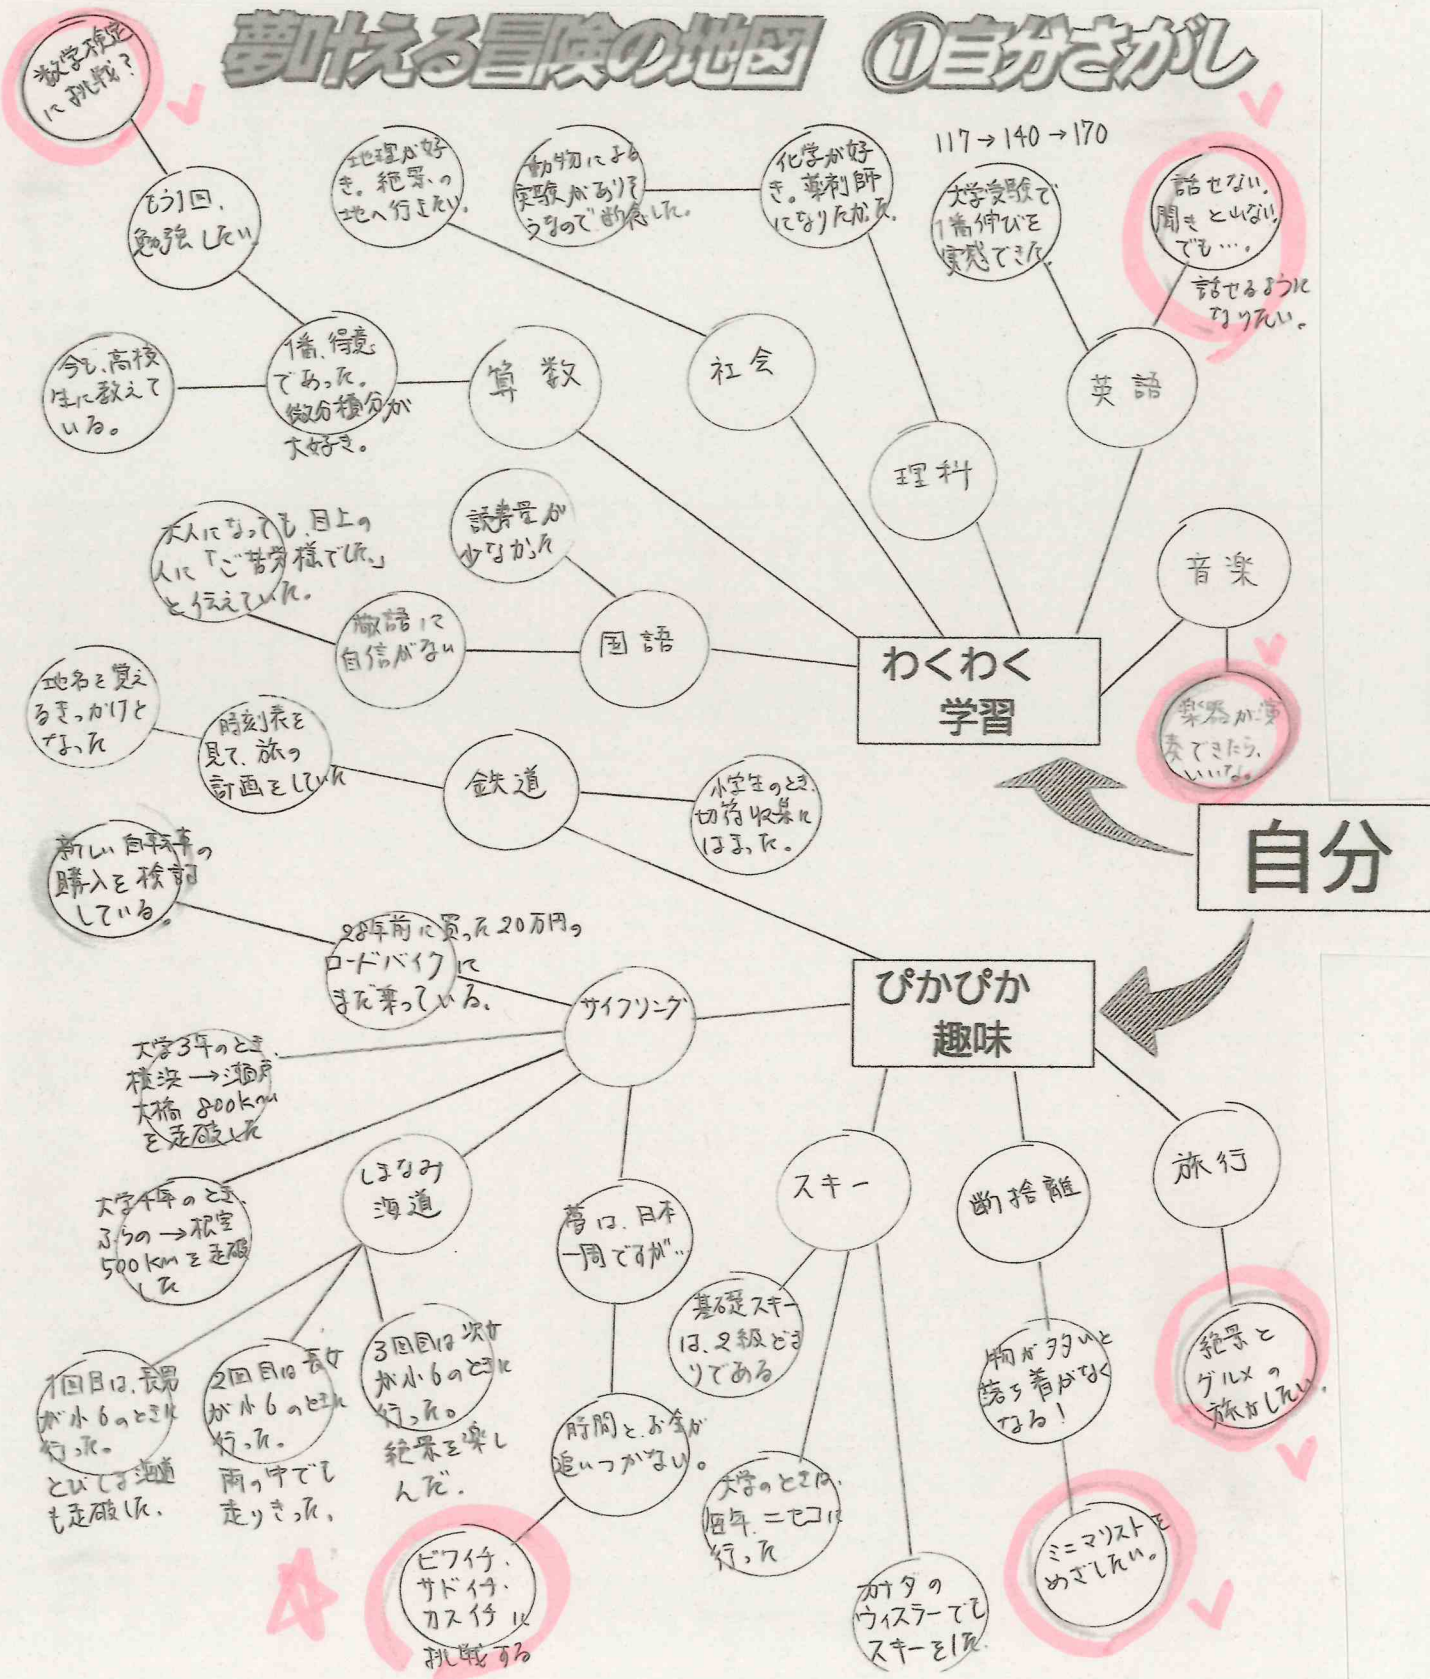 夢叶える冒険の地図 ①自分さがし
数学検定
に挑戦?
もう1回、
勉強したい
地理が好
き。絶景の
地へ行きたい。
動物による
実験がありそ
うなので断念した。
化学が好
き。薬剤師
になりたかった。
117→140→170
大学受験で
1番伸びを
実感できた。
話せない。
聞きとれない。
でも…。
話せるように
なりたい。
今も、高校
生に教えて
いる。
1番、得意
であった。
微分積分が
大好き。
算数
社会
英語
理科
大人になっても、目上の
人に「ご苦労様でした。」
と伝えていた。
読書量が
少なかった
音楽
敬語に
自信がない
国語
わくわく
学習
楽器が演
奏できたら、
いいな。
地名を覚え
るきっかけと
なった
時刻表を
見て、旅の
計画をしていた
鉄道
小学生のとき、
切符収集に
はまった。
自分
新しい自転車の
購入を検討
している。
28年前に買った20万円の
ロードバイクに
まだ乗っている。
サイクリング
ぴかぴか
趣味
大学3年のとき、
横浜→瀬戸
大橋 800km
を走破した
大学4年のとき、
ふらの→根室
500kmを走破
した
しまなみ
海道
夢は、日本
一周ですが…
スキー
断捨離
旅行
1回目は、長男
が小6のときに
行った。
とびしま海道
も走破した。
2回目は長女
が小6のときに
行った。
雨の中でも
走りきった。
3回目は次女
が小6のときに
行った。
絶景を楽し
んだ。
時間と、お金が
追いつかない。
基礎スキー
は、2級どま
りである
物が多いと
落ち着かなく
なる!
絶景と
グルメの
旅がしたい。
ビワイチ、
サドイチ、
カスイチに
挑戦する
大学のときは、
毎年、ニセコに
行った
カナダの
ウィスラーでも
スキーをした
ミニマリストを
めざしたい。